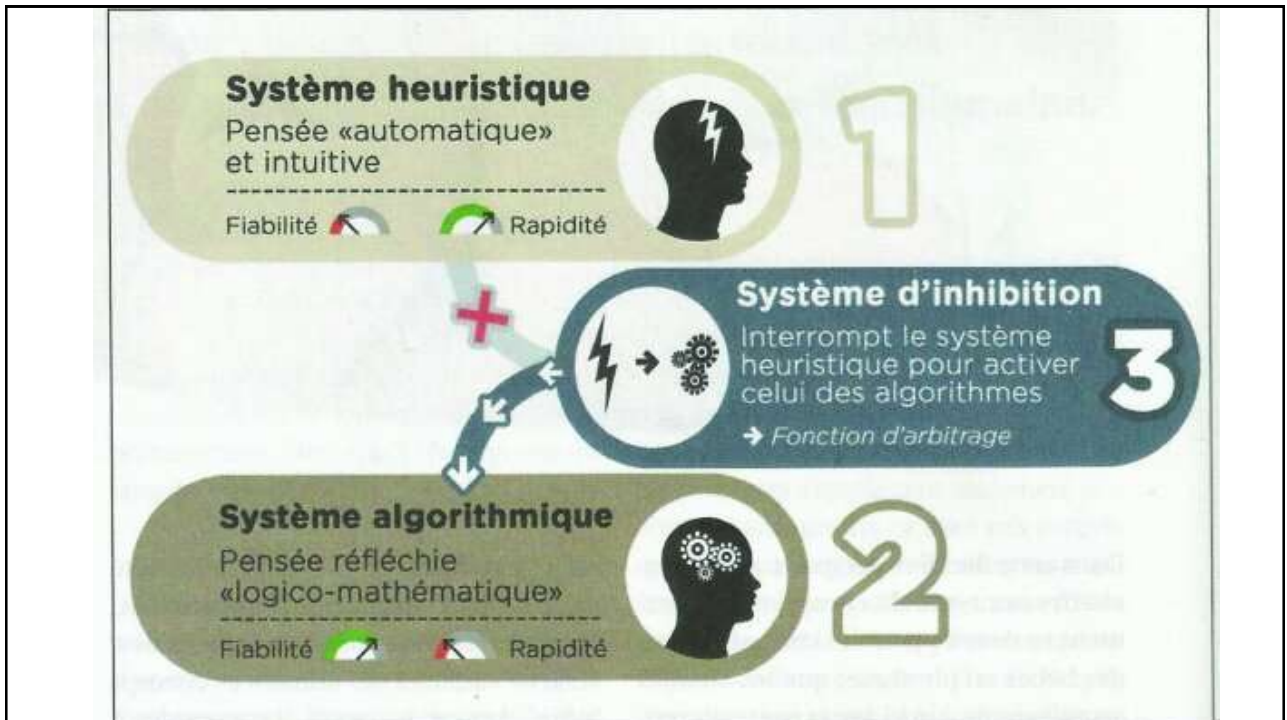 Système heuristique
Pensée «automatique»
et intuitive
Fiabilité Rapidité
1
Système d’inhibition
Interrompt le système
heuristique pour activer
celui des algorithmes
→ Fonction d'arbitrage
3
Système algorithmique
Pensée réfléchie
«logico-mathématique»
Fiabilité Rapidité
2